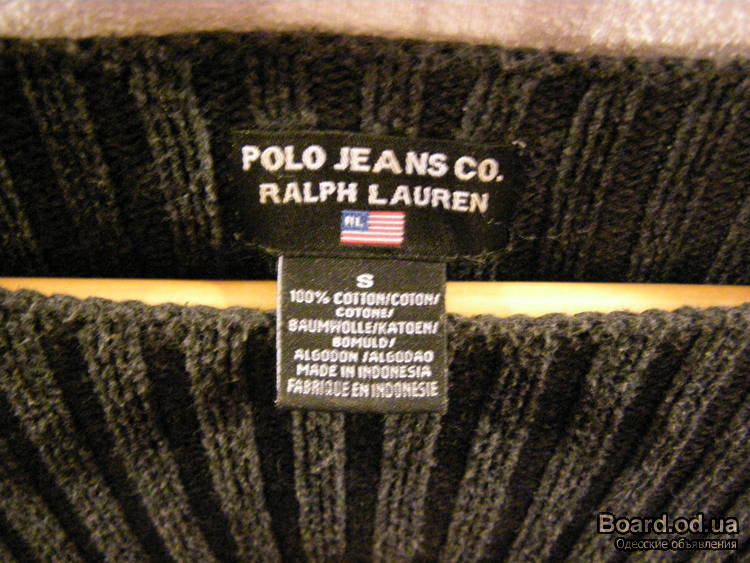 POLO JEANS CO.
RALPH LAUREN
RL
S
100% COTTON/COTON/
COTONE/
BAUMWOLLE/KATOEN/
BOMULD/
ALGODON /ALGODAO
MADE IN INDONESIA
FABRIQUE EN INDONESIE
Board.od.ua
Одесские объявления